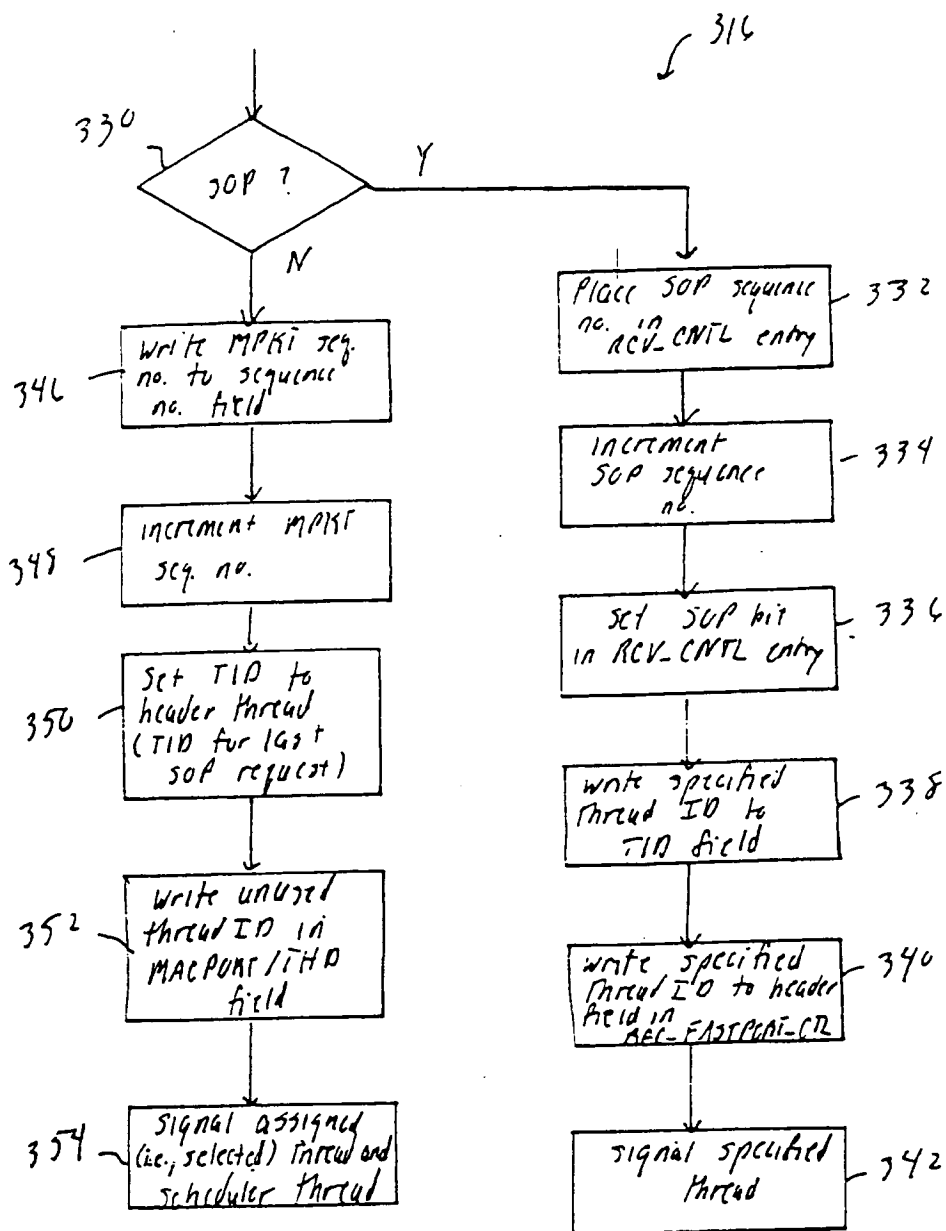 316
330
SOP ?
Y
N
Place SOP sequence
no. in
RCV_CNTL entry
332
Write MPKT seq.
no. to sequence
no. field
346
increment
SOP sequence
no.
334
increment MPKT
seq. no.
348
set SOP bit
in RCV_CNTL entry
336
Set TID to
header thread
(TID for last
SOP request)
350
write specified
thread ID to
TID field
338
write unused
thread ID in
MACPORT/THD
field
352
write specified
thread ID to header
field in
REC_FASTPORT_CTL
340
signal assigned
(i.e., selected) thread and
scheduler thread
354
signal specified
thread
342